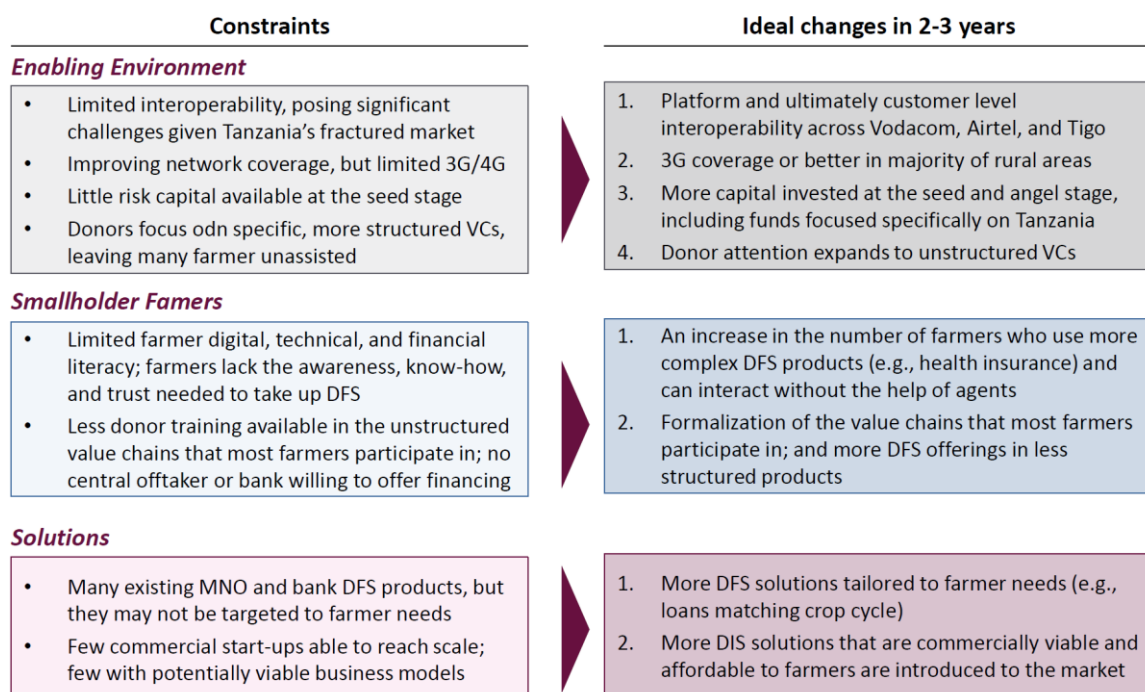 Constraints
Ideal changes in 2-3 years
Enabling Environment
• Limited interoperability, posing significant
challenges given Tanzania's fractured market
• Improving network coverage, but limited 3G/4G
• Little risk capital available at the seed stage
• Donors focus odn specific, more structured VCs,
leaving many farmer unassisted
1. Platform and ultimately customer level
interoperability across Vodacom, Airtel, and Tigo
2. 3G coverage or better in majority of rural areas
3. More capital invested at the seed and angel stage,
including funds focused specifically on Tanzania
4. Donor attention expands to unstructured VCs
Smallholder Famers
• Limited farmer digital, technical, and financial
literacy; farmers lack the awareness, know-how,
and trust needed to take up DFS
• Less donor training available in the unstructured
value chains that most farmers participate in; no
central offtaker or bank willing to offer financing
1. An increase in the number of farmers who use more
complex DFS products (e.g., health insurance) and
can interact without the help of agents
2. Formalization of the value chains that most farmers
participate in; and more DFS offerings in less
structured products
Solutions
• Many existing MNO and bank DFS products, but
they may not be targeted to farmer needs
• Few commercial start-ups able to reach scale;
few with potentially viable business models
1. More DFS solutions tailored to farmer needs (e.g.,
loans matching crop cycle)
2. More DIS solutions that are commercially viable and
affordable to farmers are introduced to the market